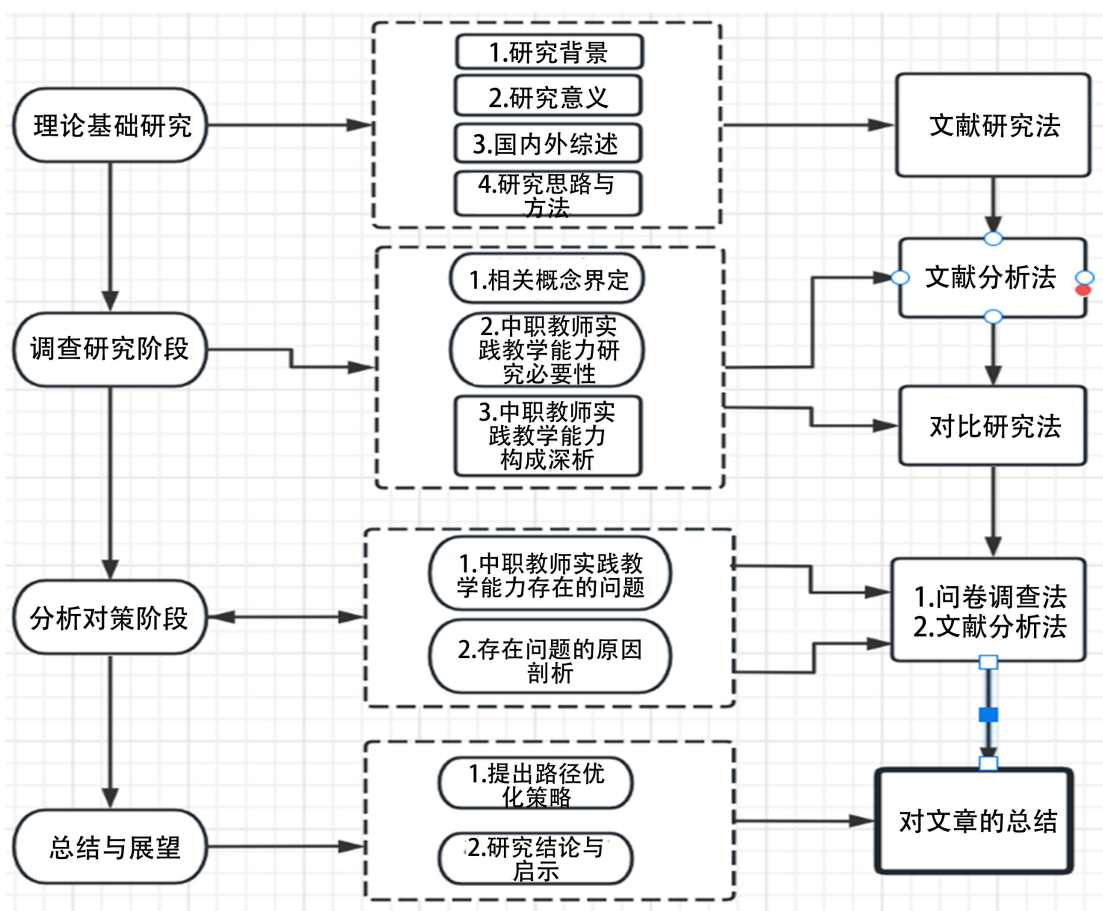 理论基础研究
1.研究背景
2.研究意义
3.国内外综述
4.研究思路与
方法
文献研究法
调查研究阶段
1.相关概念界定
2.中职教师实
践教学能力研
究必要性
3.中职教师实
践教学能力
构成深析
文献分析法
对比研究法
分析对策阶段
1.中职教师实践教
学能力存在的问题
2.存在问题的原因
剖析
1.问卷调查法
2.文献分析法
总结与展望
1.提出路径优
化策略
2.研究结论与
启示
对文章的总结